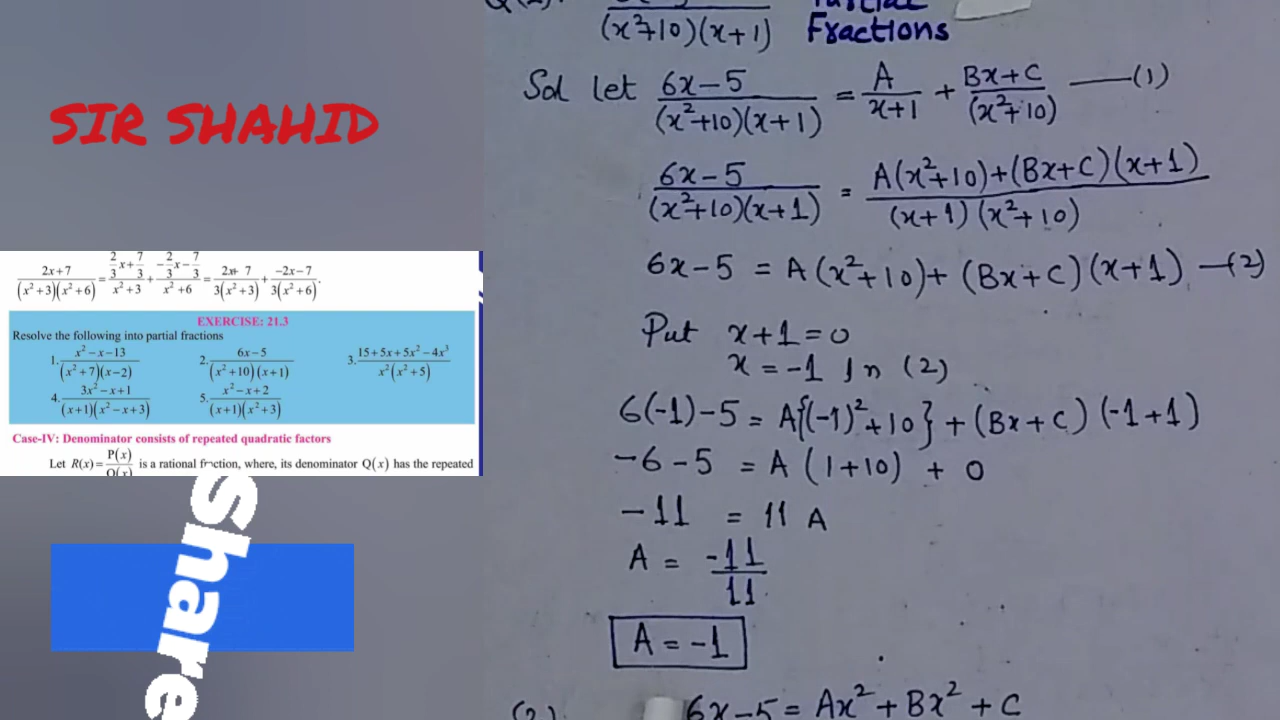 SIR SHAHID
(2x+7)/((x²+3)(x²+6)) = (2/3 x + 7/3)/(x²+3) + (-2/3 x - 7/3)/(x²+6) = (2x+ 7)/(3(x²+3)) + (-2x-7)/(3(x²+6)).
EXERCISE: 21.3
Resolve the following into partial fractions
1. (x²-x-13)/((x²+7)(x-2)) 2. (6x-5)/((x²+10)(x+1)) 3. (15+5x+5x²-4x³)/(x²(x²+5))
4. (3x²-x+1)/((x+1)(x²-x+3)) 5. (x²-x+2)/((x+1)(x²+3))
Case-IV: Denominator consists of repeated quadratic factors
Let R(x)= P(x)/Q(x) is a rational fraction, where, its denominator Q(x) has the repeated
Share
(x²+10)(x+1) Fractions
Sol let (6x-5)/((x²+10)(x+1)) = A/(x+1) + (Bx+C)/(x²+10) —(1)
(6x-5)/((x²+10)(x+1)) = (A(x²+10)+(Bx+C)(x+1))/((x+1)(x²+10))
6x-5 = A(x²+10)+(Bx+C)(x+1) —(2)
Put x+1=0
x=-1 In (2)
6(-1)-5=A{(-1)²+10}+(Bx+C)(-1+1)
-6-5 = A(1+10) + 0
-11 = 11 A
A = -11/11
A = -1
(2) 6x-5= Ax²+Bx²+C